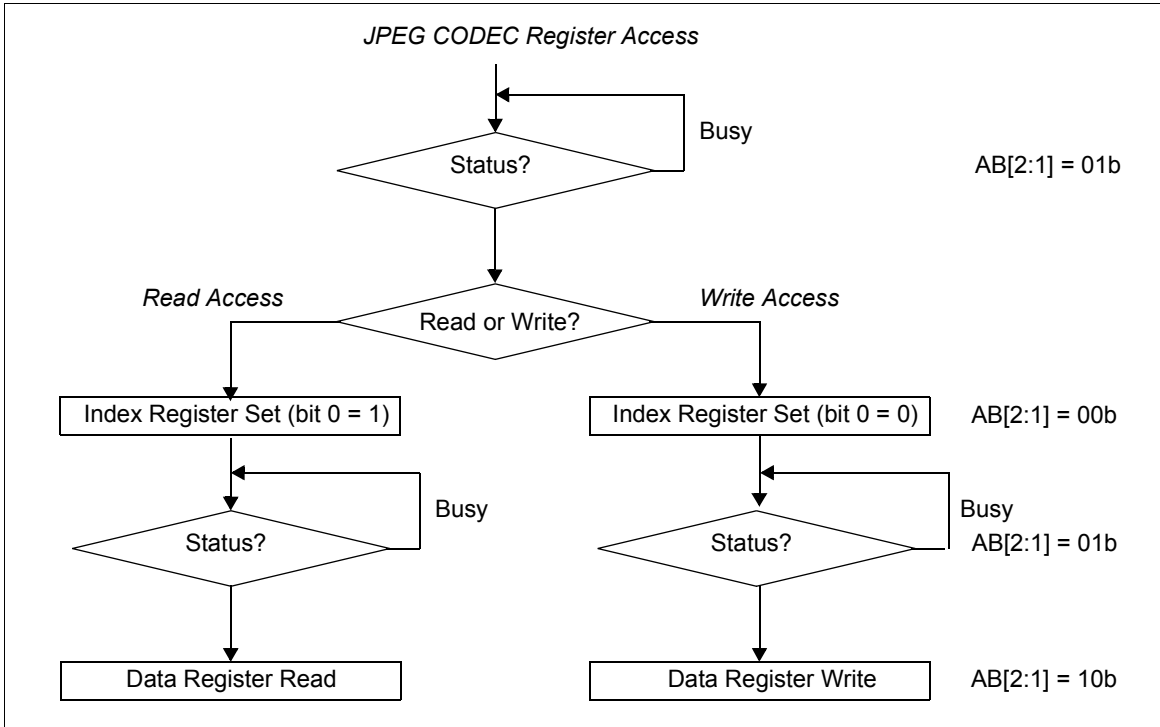 JPEG CODEC Register Access
Busy
Status?
AB[2:1] = 01b
Read Access
Write Access
Read or Write?
Index Register Set (bit 0 = 1)
Index Register Set (bit 0 = 0)
AB[2:1] = 00b
Busy
Busy
Status?
Status?
AB[2:1] = 01b
Data Register Read
Data Register Write
AB[2:1] = 10b